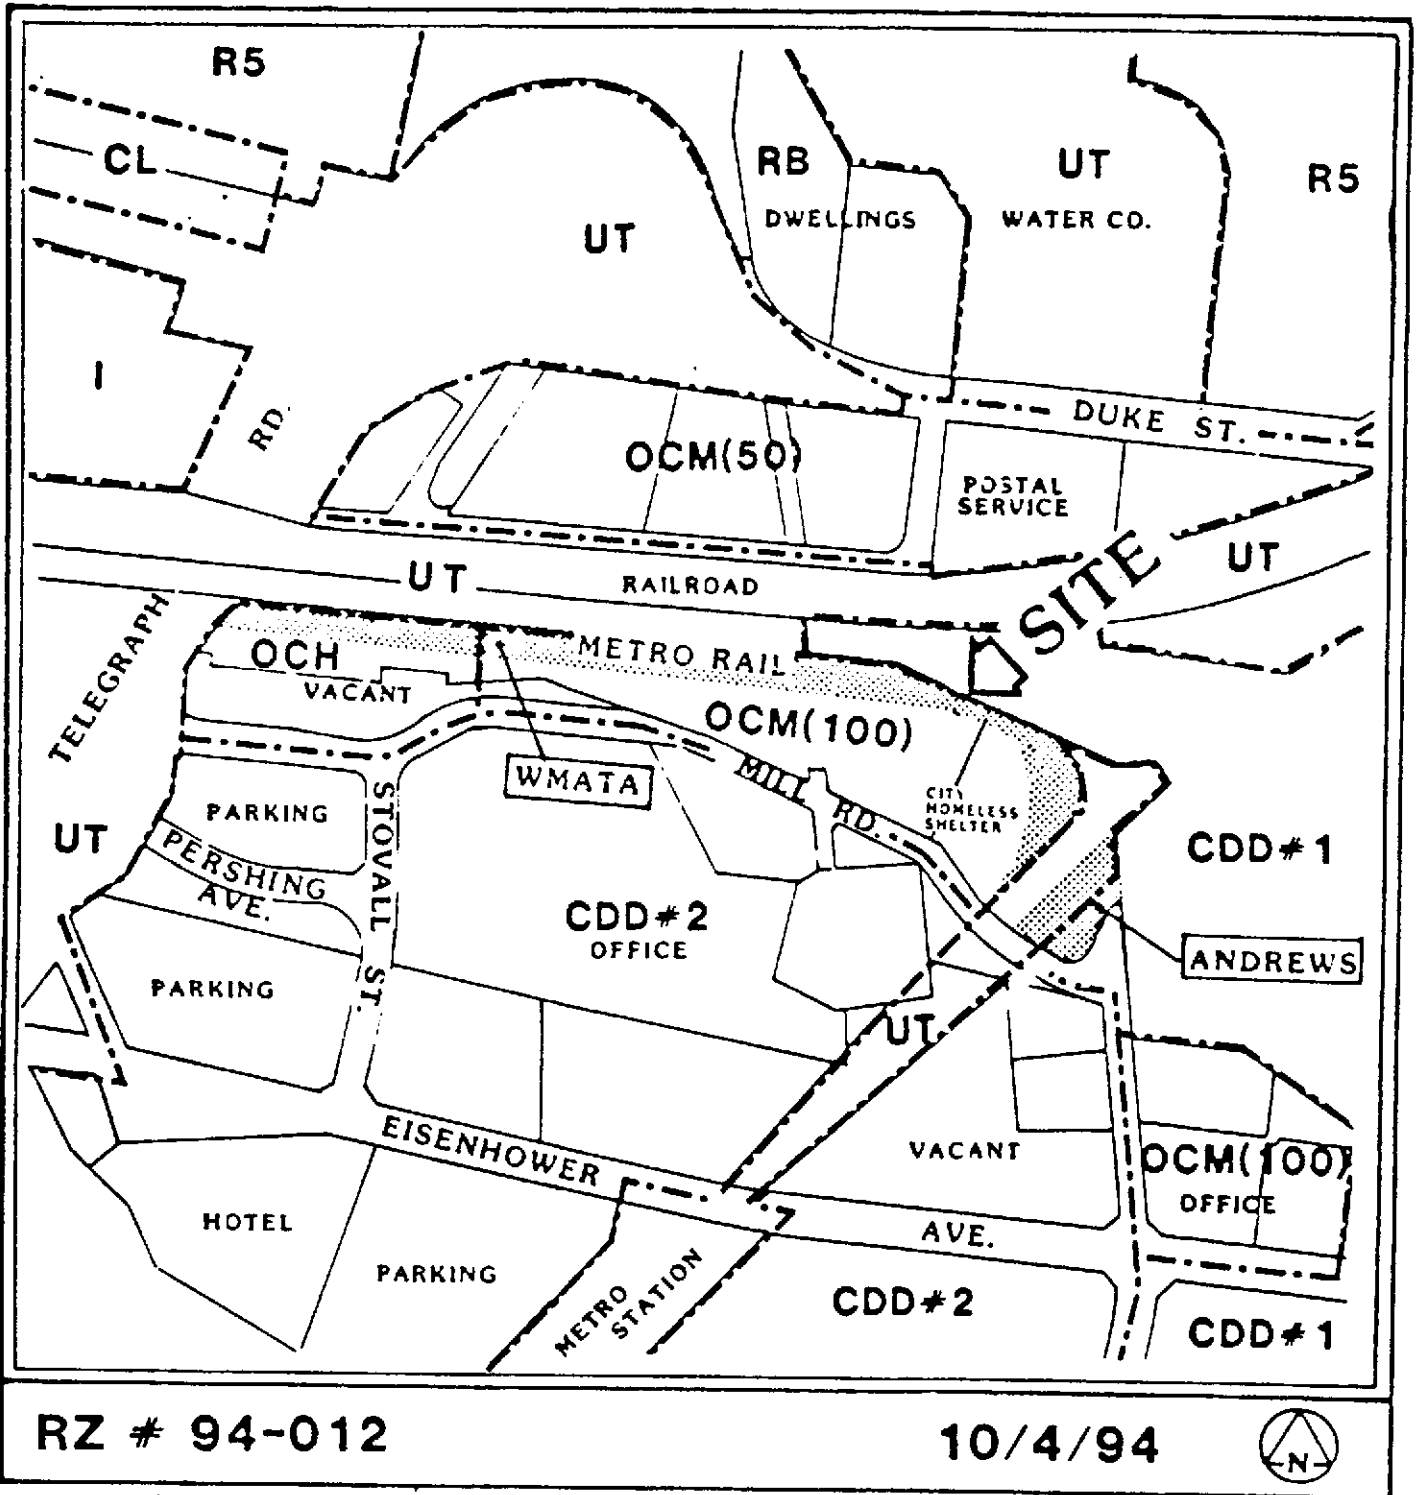 R5
CL
RB
DWELLINGS
UT
WATER CO.
R5
UT
I
RD.
DUKE ST.
OCM(50)
POSTAL
SERVICE
SITE
UT
UT
RAILROAD
TELEGRAPH
OCH
VACANT
METRO RAIL
OCM(100)
WMATA
MILL RD.
CITY
HOMELESS
SHELTER
PARKING
STOVALL ST.
UT
PERSHING
AVE.
CDD#1
CDD#2
OFFICE
ANDREWS
PARKING
UT
EISENHOWER
AVE.
VACANT
OCM(100)
OFFICE
HOTEL
PARKING
METRO
STATION
CDD#2
CDD#1
RZ # 94-012
10/4/94
N